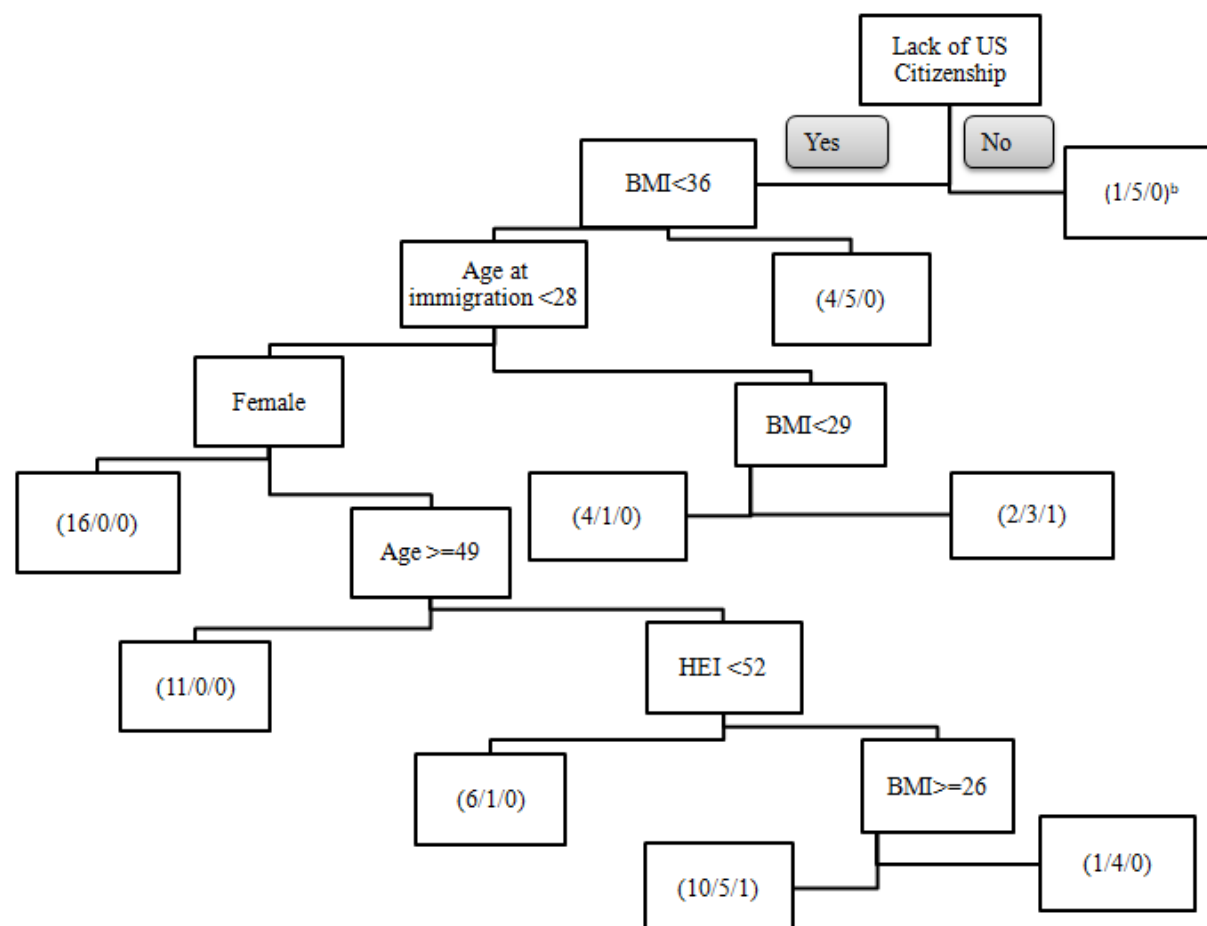 Lack of US
Citizenship
Yes
No
BMI<36
(1/5/0)ᵇ
Age at
immigration <28
(4/5/0)
Female
BMI<29
(16/0/0)
(4/1/0)
(2/3/1)
Age >=49
(11/0/0)
HEI <52
(6/1/0)
BMI>=26
(10/5/1)
(1/4/0)